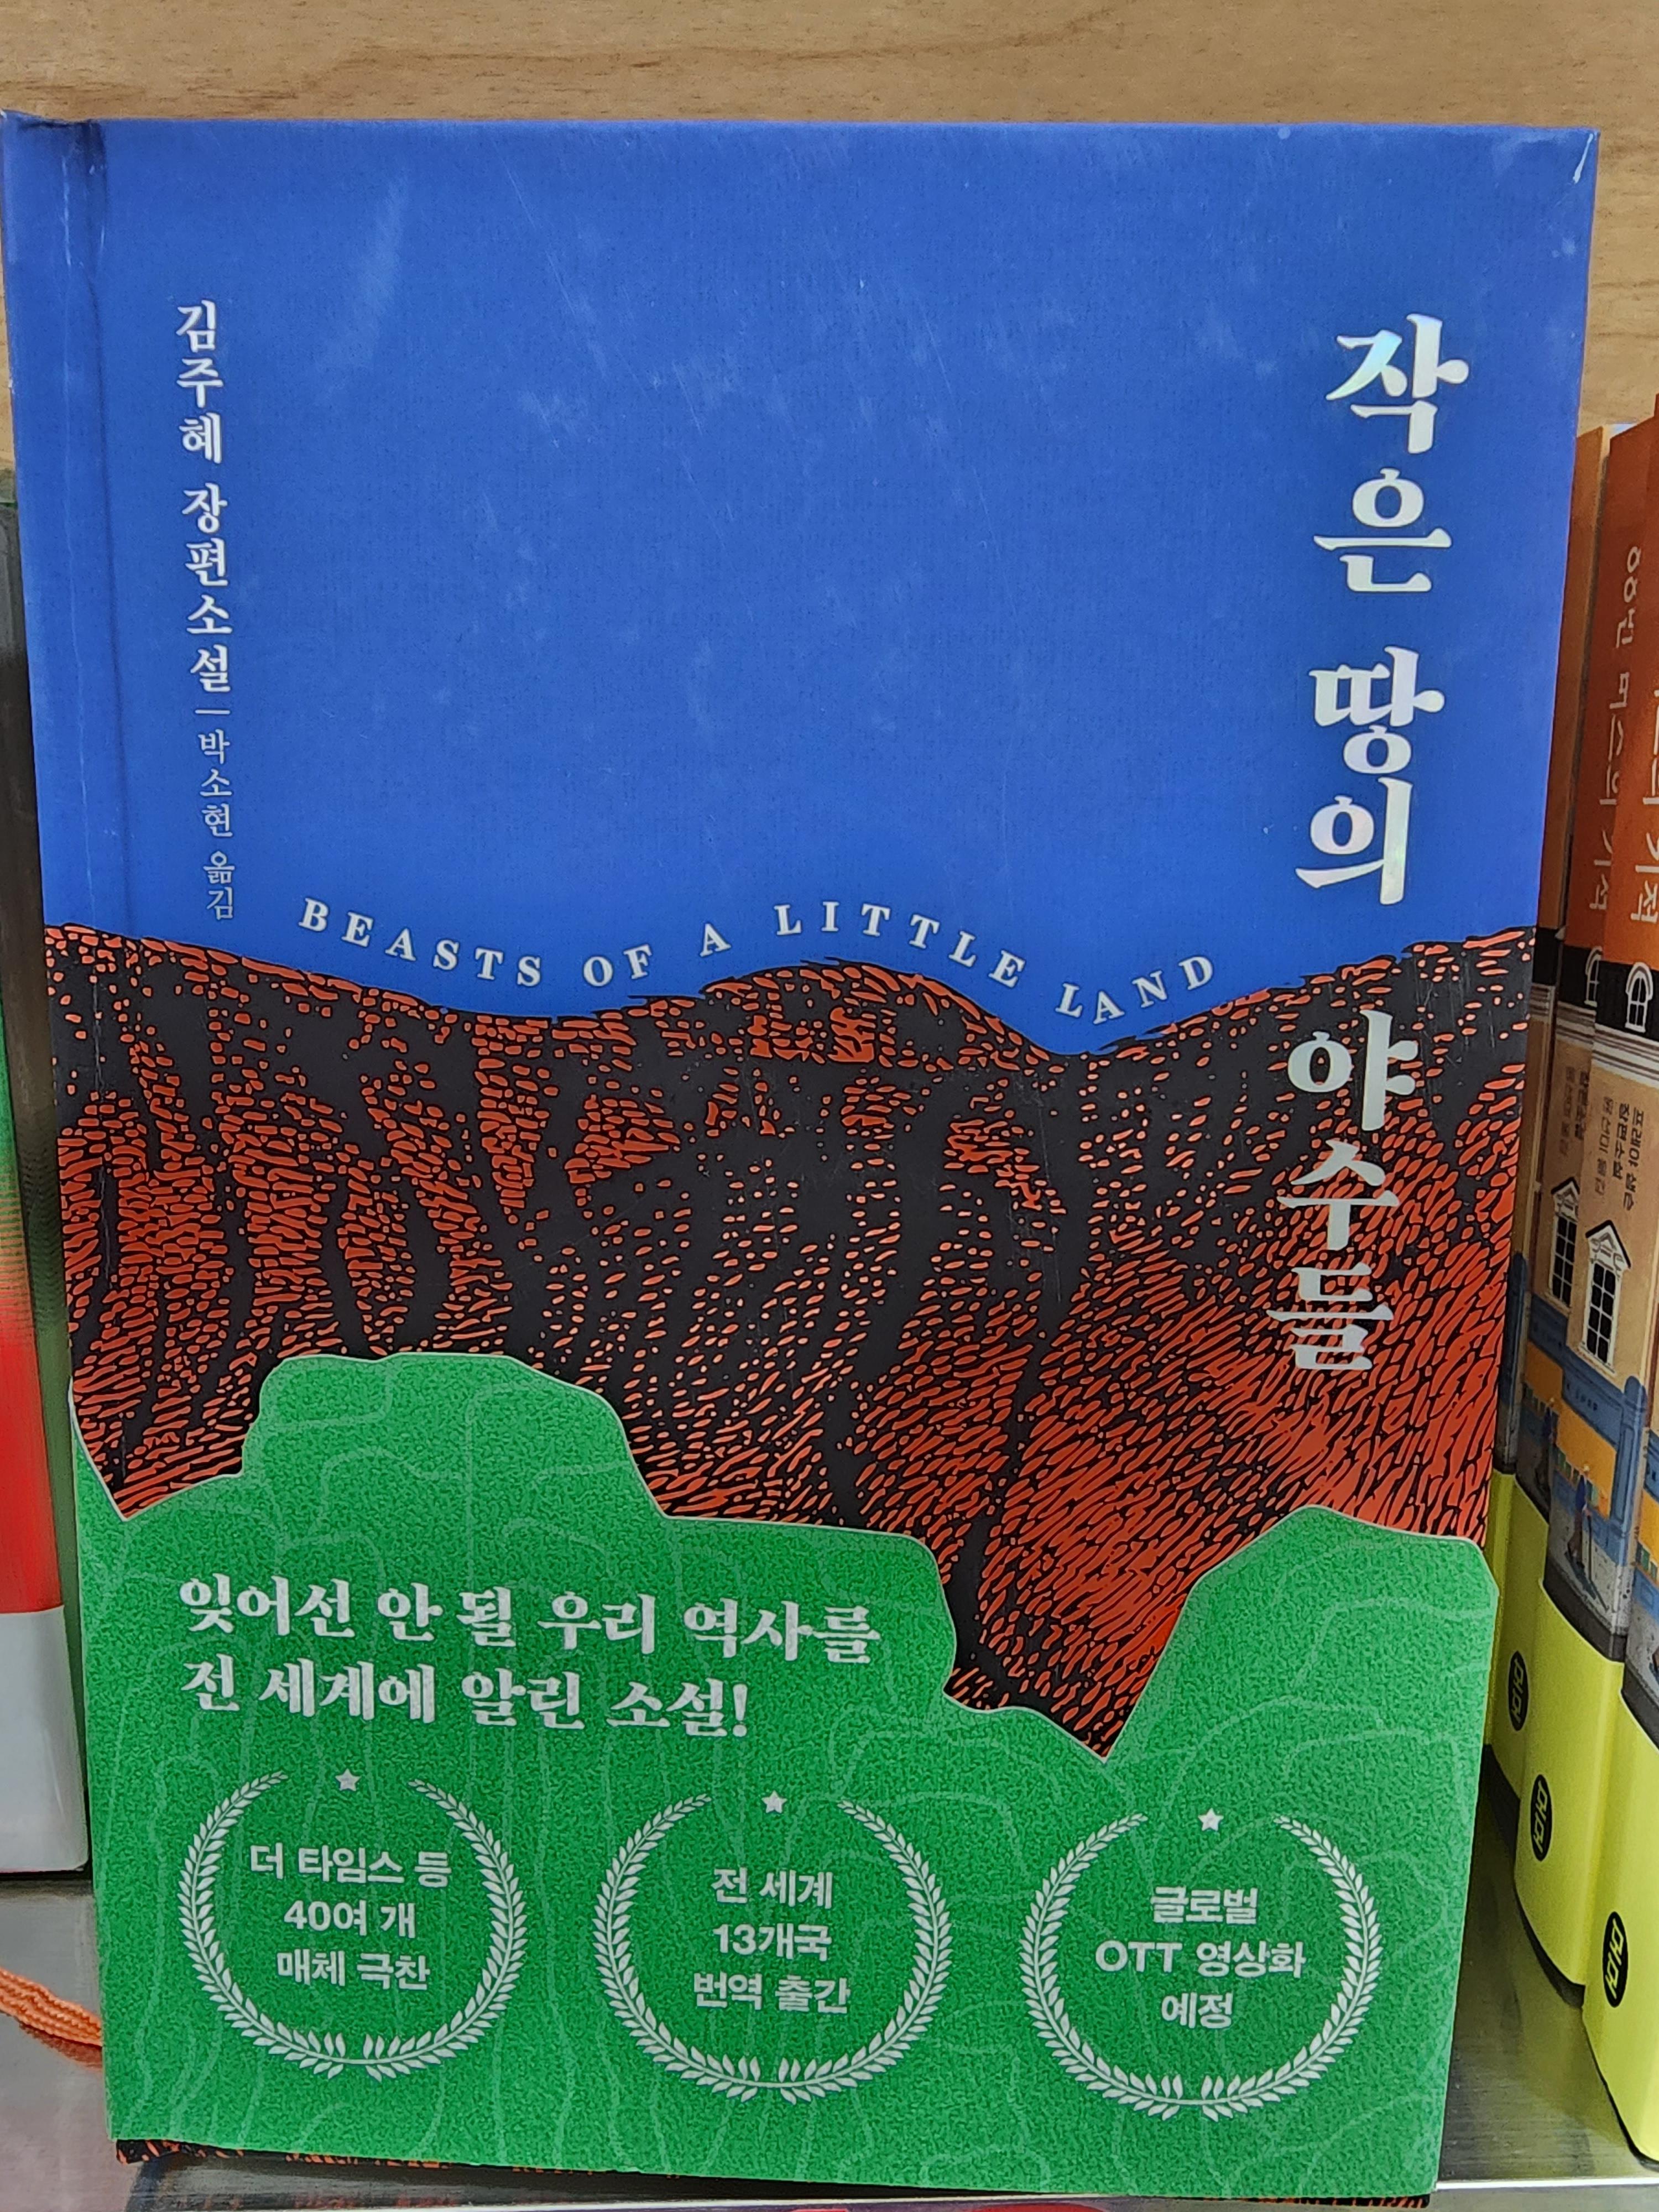 작은 땅의 야수들
김주혜 장편소설 — 박소현 옮김
BEASTS OF A LITTLE LAND
잊어선 안 될 우리 역사를
전 세계에 알린 소설!
더 타임스 등
40여 개
매체 극찬
전 세계
13개국
번역 출간
글로벌
OTT 영상화
예정